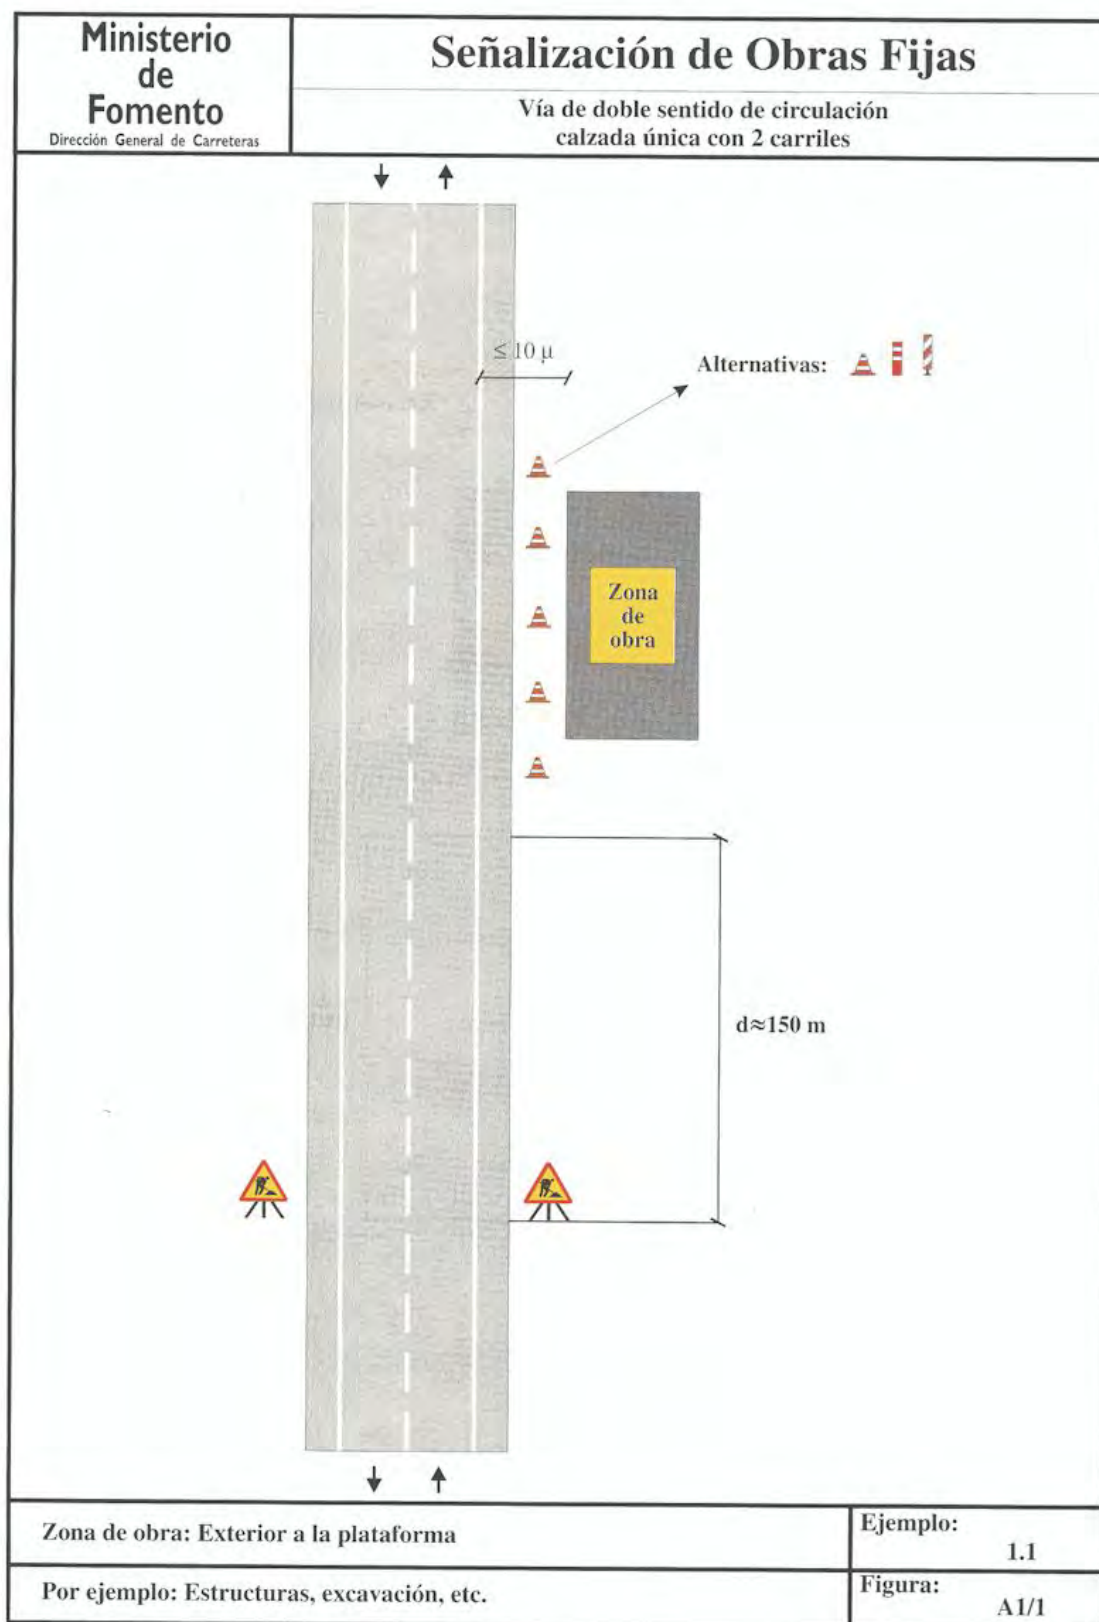 Ministerio
de
Fomento
Dirección General de Carreteras
Señalización de Obras Fijas
Vía de doble sentido de circulación
calzada única con 2 carriles
≤ 10 μ
Alternativas:
Zona
de
obra
d≈150 m
Zona de obra: Exterior a la plataforma
Ejemplo:
1.1
Por ejemplo: Estructuras, excavación, etc.
Figura:
A1/1